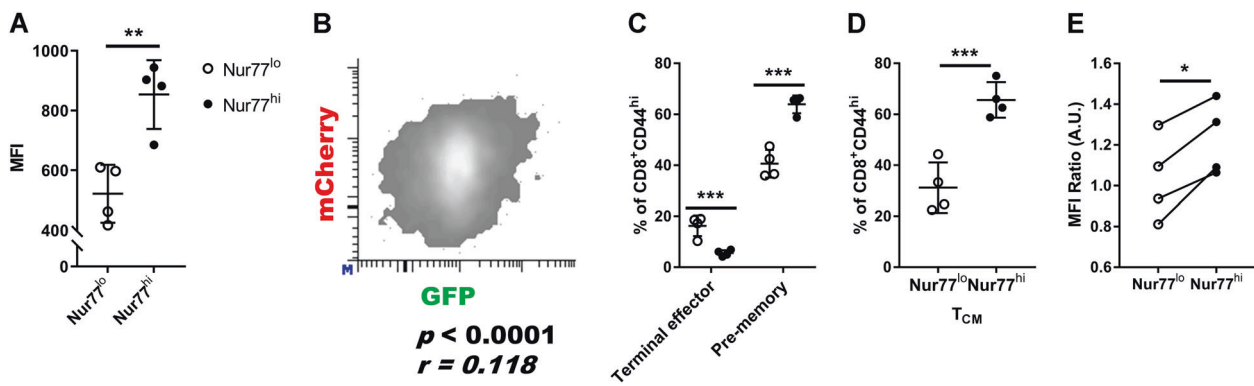 A
**
1000
800
600
400
0
MFI
Nur77lo
Nur77hi
Nur77lo
Nur77hi
B
mCherry
M
GFP
p < 0.0001
r = 0.118
C
***
***
80
60
40
20
0
% of CD8+CD44hi
Terminal effector
Pre-memory
D
***
80
60
40
20
0
% of CD8+CD44hi
Nur77lo Nur77hi
TCM
E
*
1.6
1.4
1.2
1.0
0.8
0.6
MFI Ratio (A.U.)
Nur77lo Nur77hi